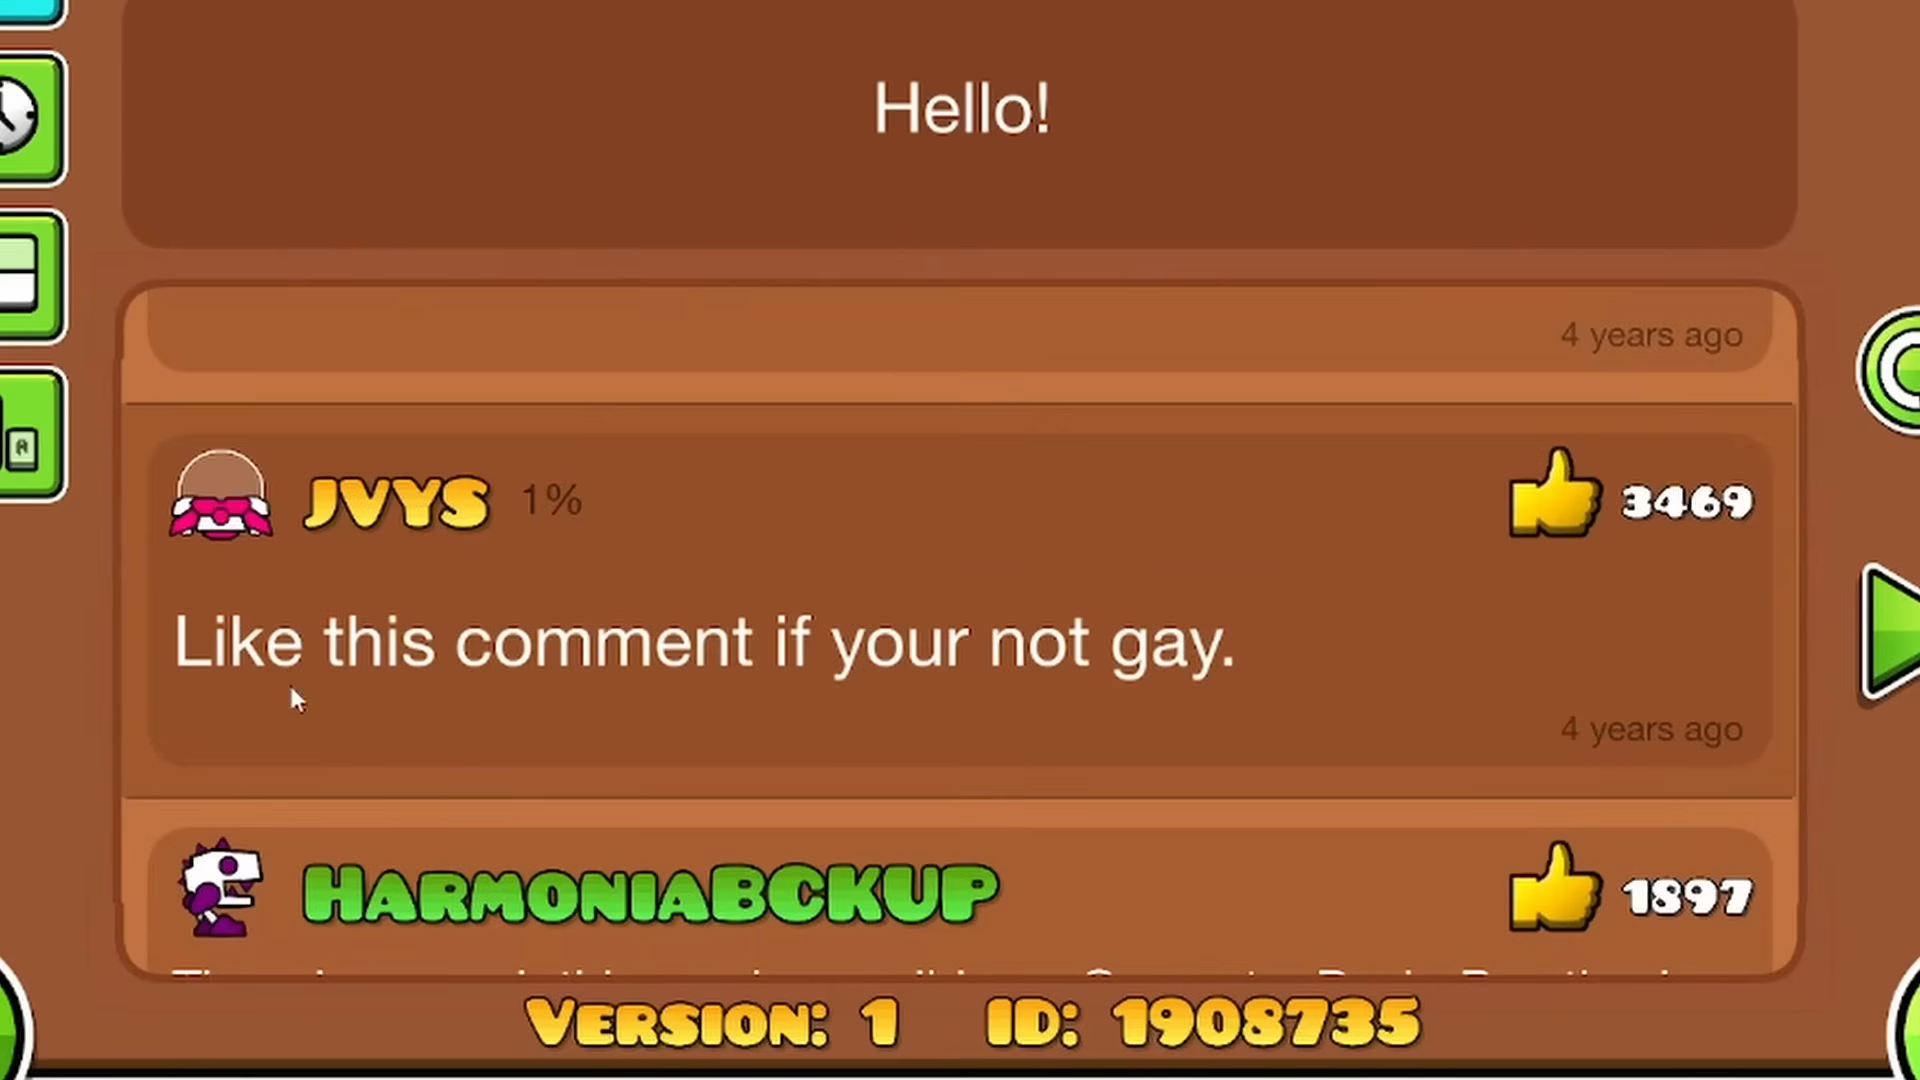 Hello!
4 years ago
JVYS 1% 3469
Like this comment if your not gay.
4 years ago
HarmoniaBCKUP 1897
Version: 1 ID: 1908735